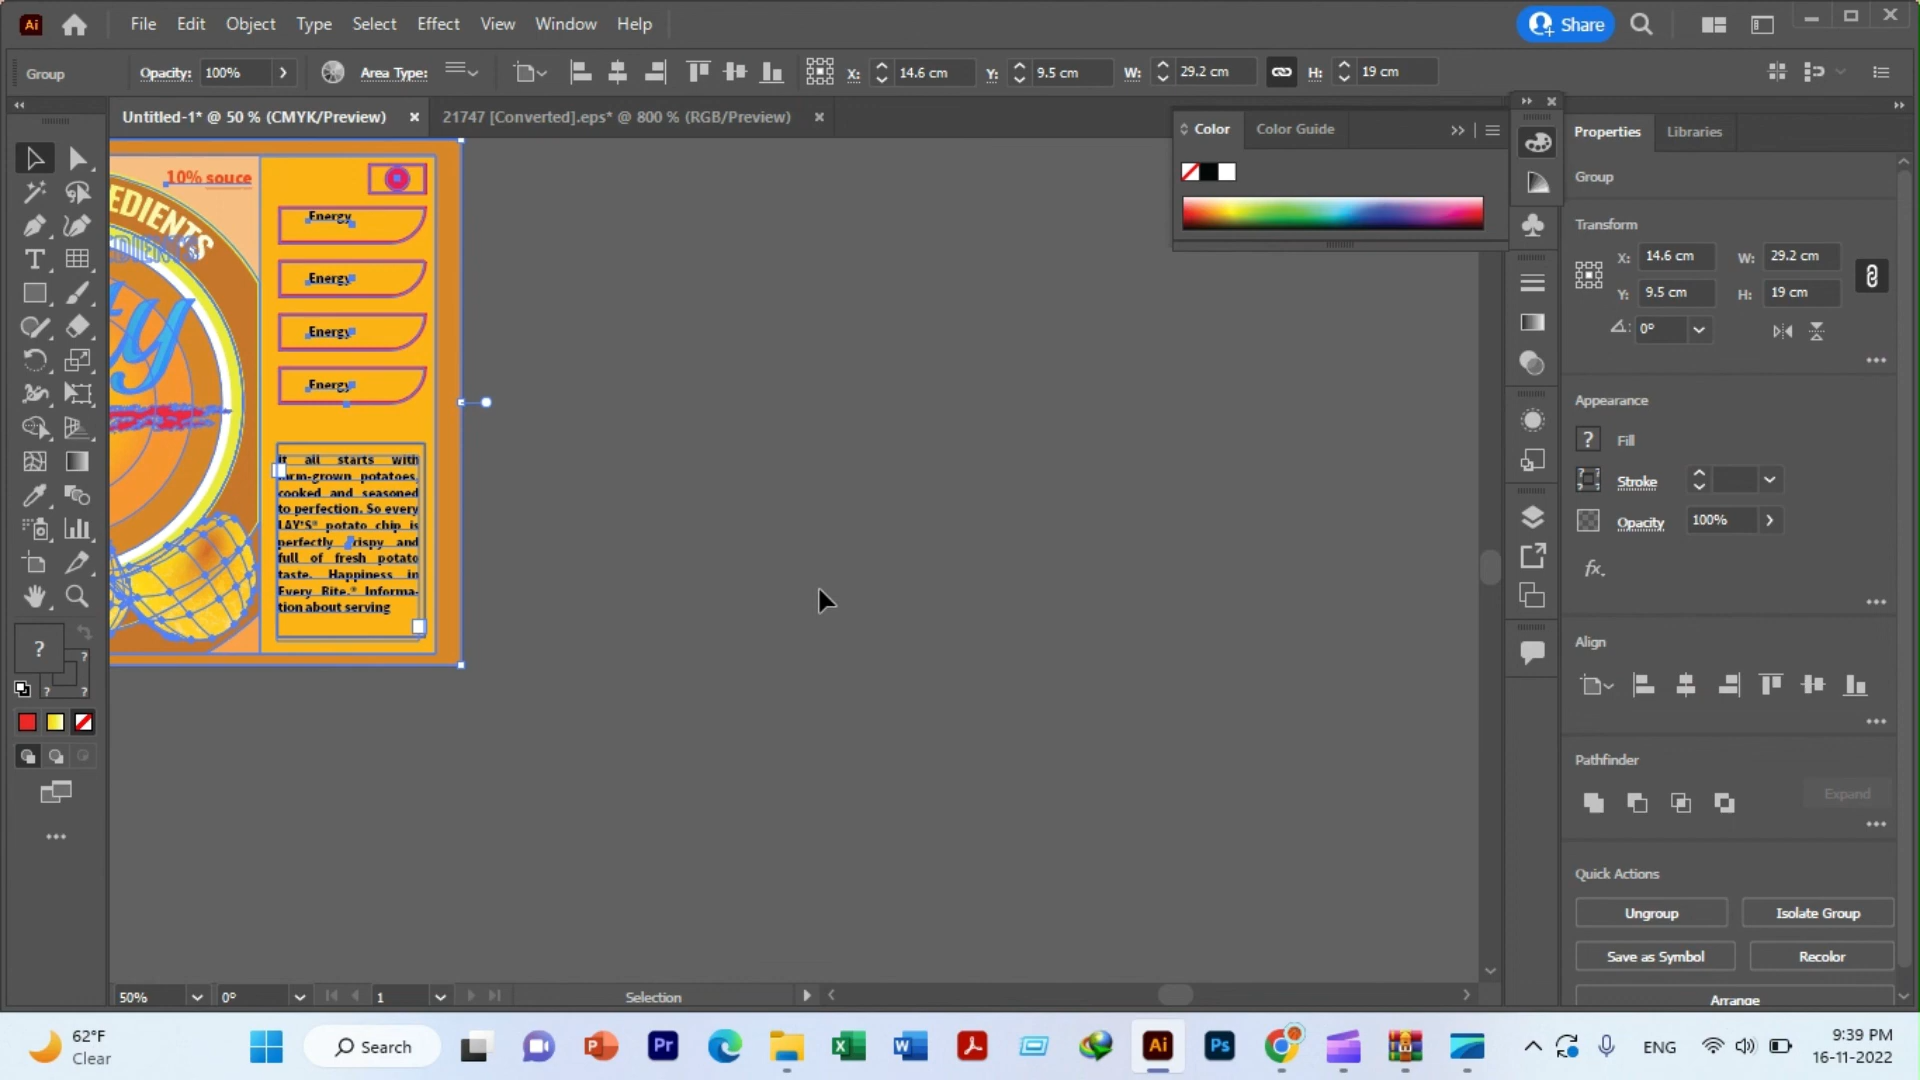 File Edit Object Type Select Effect View Window Help
Share
Group
Opacity: 100%
Area Type:
X: 14.6 cm
Y: 9.5 cm
W: 29.2 cm
H: 19 cm
Untitled-1* @ 50 % (CMYK/Preview)
21747 [Converted].eps* @ 800 % (RGB/Preview)
Color
Color Guide
Properties
Libraries
Group
Transform
X: 14.6 cm
W: 29.2 cm
Y: 9.5 cm
H: 19 cm
0°
Appearance
? Fill
Stroke
Opacity 100%
fx.
Align
Pathfinder
Expand
Quick Actions
Ungroup
Isolate Group
Save as Symbol
Recolor
Arrange
10% souce
EDIENTS
ty
Energy
Energy
Energy
Energy
It all starts with
farm-grown potatoes,
cooked and seasoned
to perfection. So every
LAY'S® potato chip is
perfectly crispy and
full of fresh potato
taste. Happiness in
Every Bite.® Informa-
tion about serving
50%
0°
1
Selection
62°F
Clear
Search
ENG
9:39 PM
16-11-2022